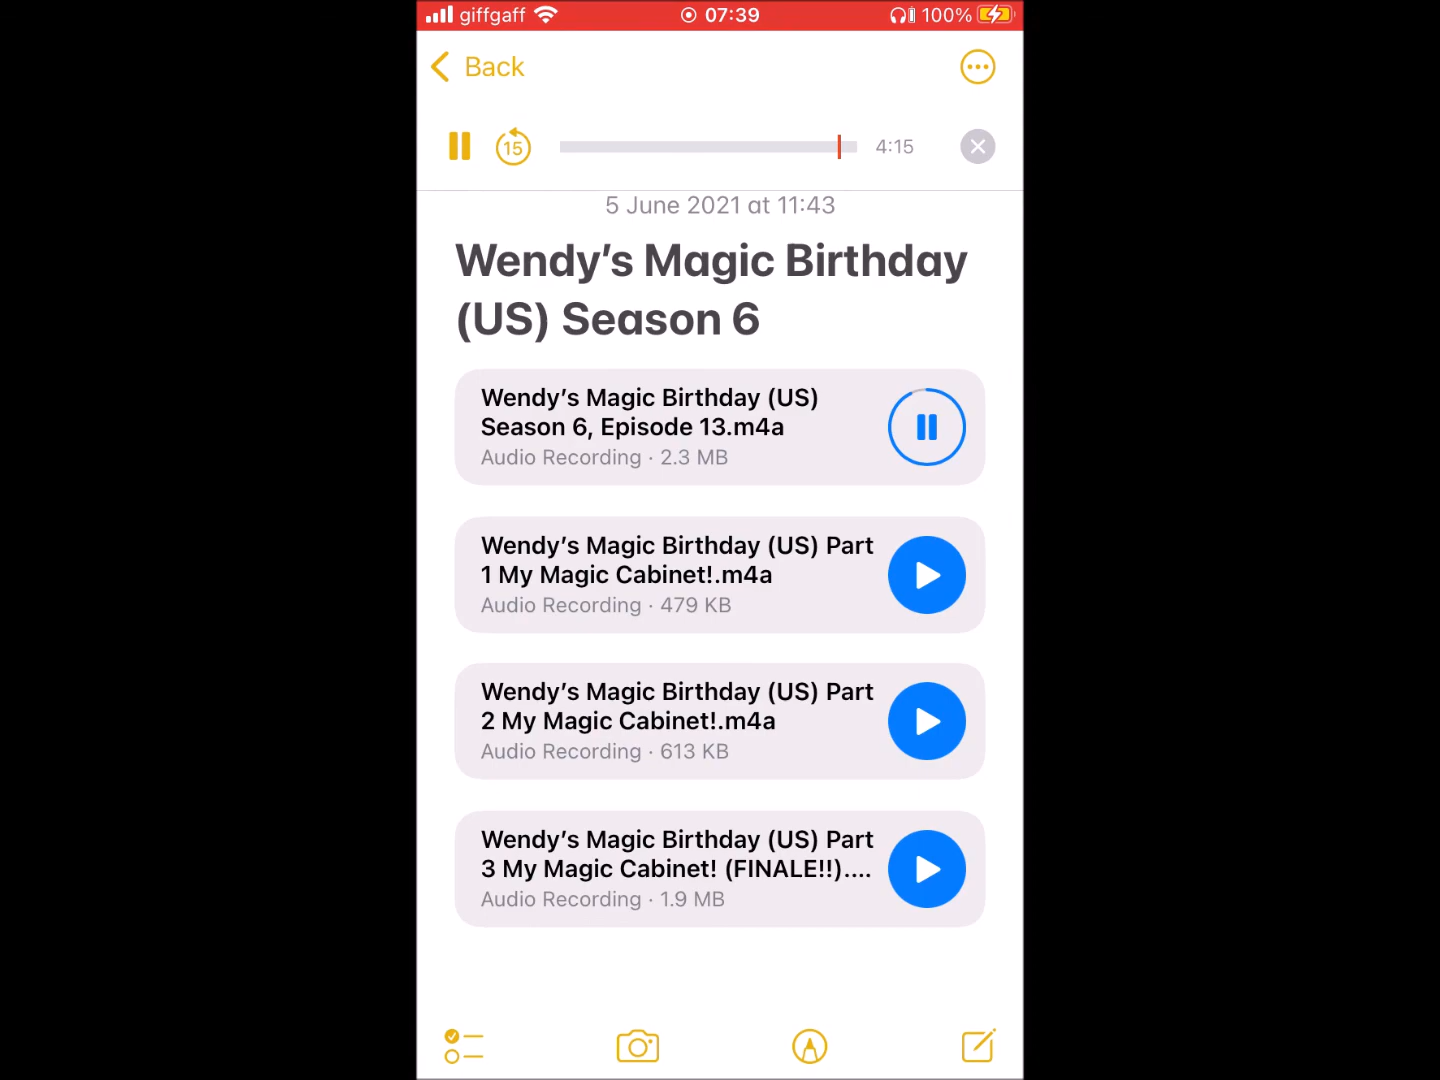 giffgaff 07:39 100%
Back
15 4:15
5 June 2021 at 11:43
Wendy’s Magic Birthday
(US) Season 6
Wendy’s Magic Birthday (US)
Season 6, Episode 13.m4a
Audio Recording · 2.3 MB
Wendy’s Magic Birthday (US) Part
1 My Magic Cabinet!.m4a
Audio Recording · 479 KB
Wendy’s Magic Birthday (US) Part
2 My Magic Cabinet!.m4a
Audio Recording · 613 KB
Wendy’s Magic Birthday (US) Part
3 My Magic Cabinet! (FINALE!!)....
Audio Recording · 1.9 MB